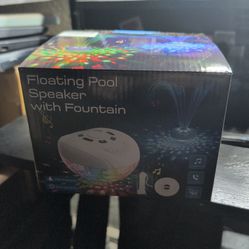 Floating Pool
Speaker
with Fountain